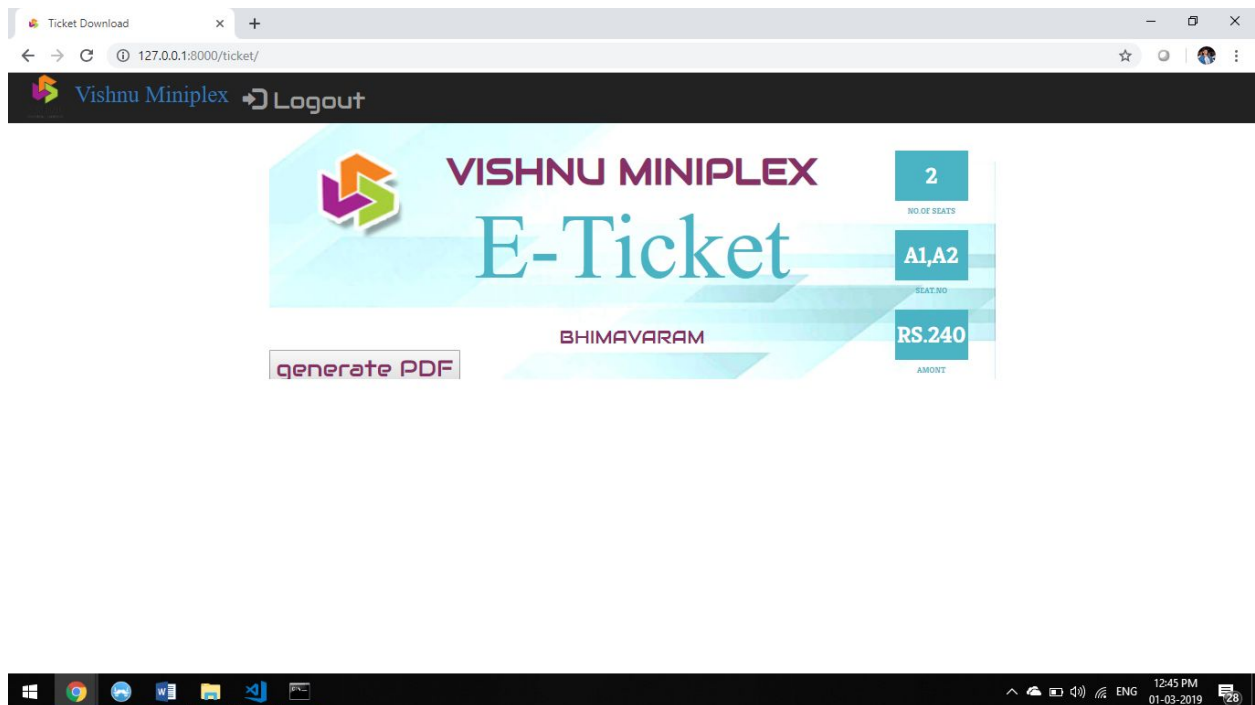 Ticket Download
127.0.0.1:8000/ticket/
Vishnu Miniplex Logout
VISHNU MINIPLEX
E-Ticket
BHIMAVARAM
generate PDF
2
NO.OF SEATS
A1,A2
SEAT.NO
RS.240
AMONT
ENG
12:45 PM
01-03-2019
28